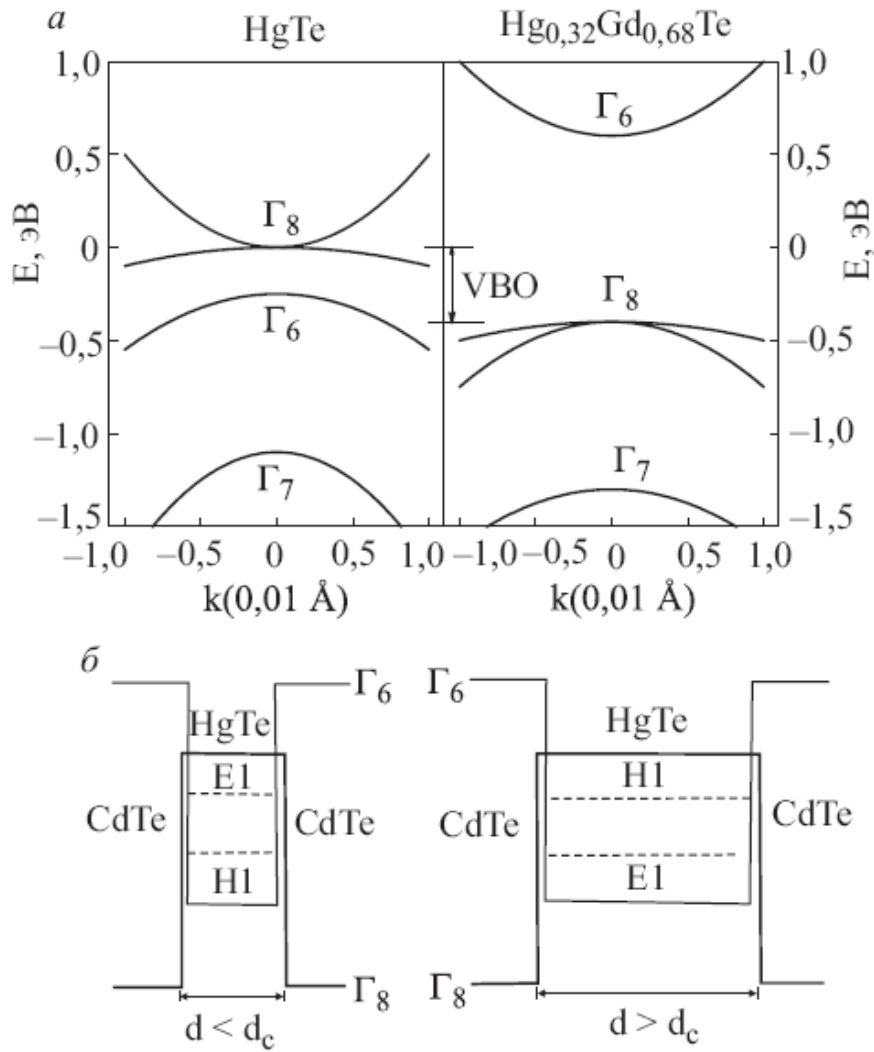 а
HgTe
Hg0,32Gd0,68Te
1,0
0,5
0
–0,5
–1,0
–1,5
E, эВ
Γ8
Γ6
Γ7
VBO
Γ6
Γ8
Γ7
1,0
0,5
0
–0,5
–1,0
–1,5
E, эВ
–1,0 –0,5 0 0,5 1,0
–1,0 –0,5 0 0,5 1,0
k(0,01 Å)
k(0,01 Å)
б
Γ6
HgTe
E1
CdTe
CdTe
H1
Γ8
d < dc
Γ6
HgTe
H1
CdTe
CdTe
E1
Γ8
d > dc